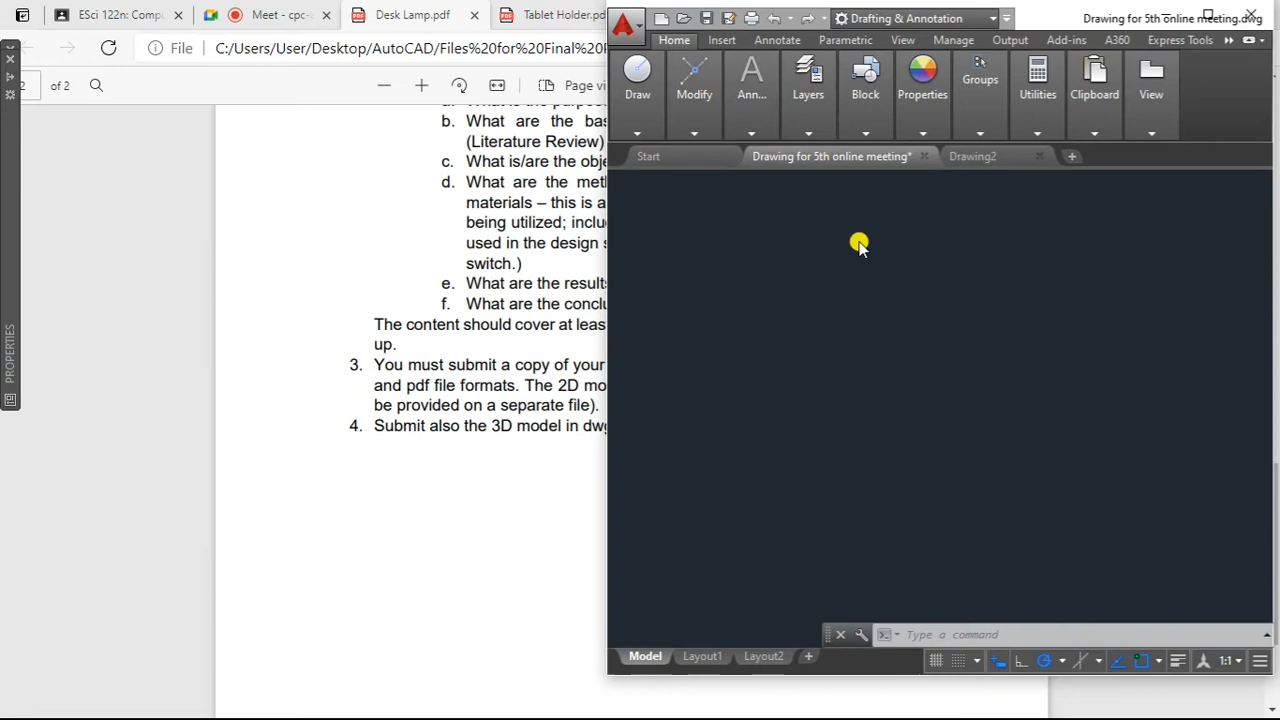 ESci 122n: Compu
Meet - cpc-a
Desk Lamp.pdf
Tablet Holder.pd
Drafting & Annotation
Drawing for 5th online meeting.dwg
File
C:/Users/User/Desktop/AutoCAD/Files%20for%20Final%20
Home Insert Annotate Parametric View Manage Output Add-ins A360 Express Tools
2 of 2
Page vi
Draw Modify Ann... Layers Block Properties Groups Utilities Clipboard View
Start
Drawing for 5th online meeting*
Drawing2
b. What are the bas
(Literature Review)
c. What is/are the obje
d. What are the met
materials – this is a
being utilized; inclu
used in the design s
switch.)
e. What are the results
f. What are the conclu
The content should cover at leas
up.
3. You must submit a copy of your
and pdf file formats. The 2D mo
be provided on a separate file).
4. Submit also the 3D model in dwg
PROPERTIES
Type a command
Model Layout1 Layout2
1:1